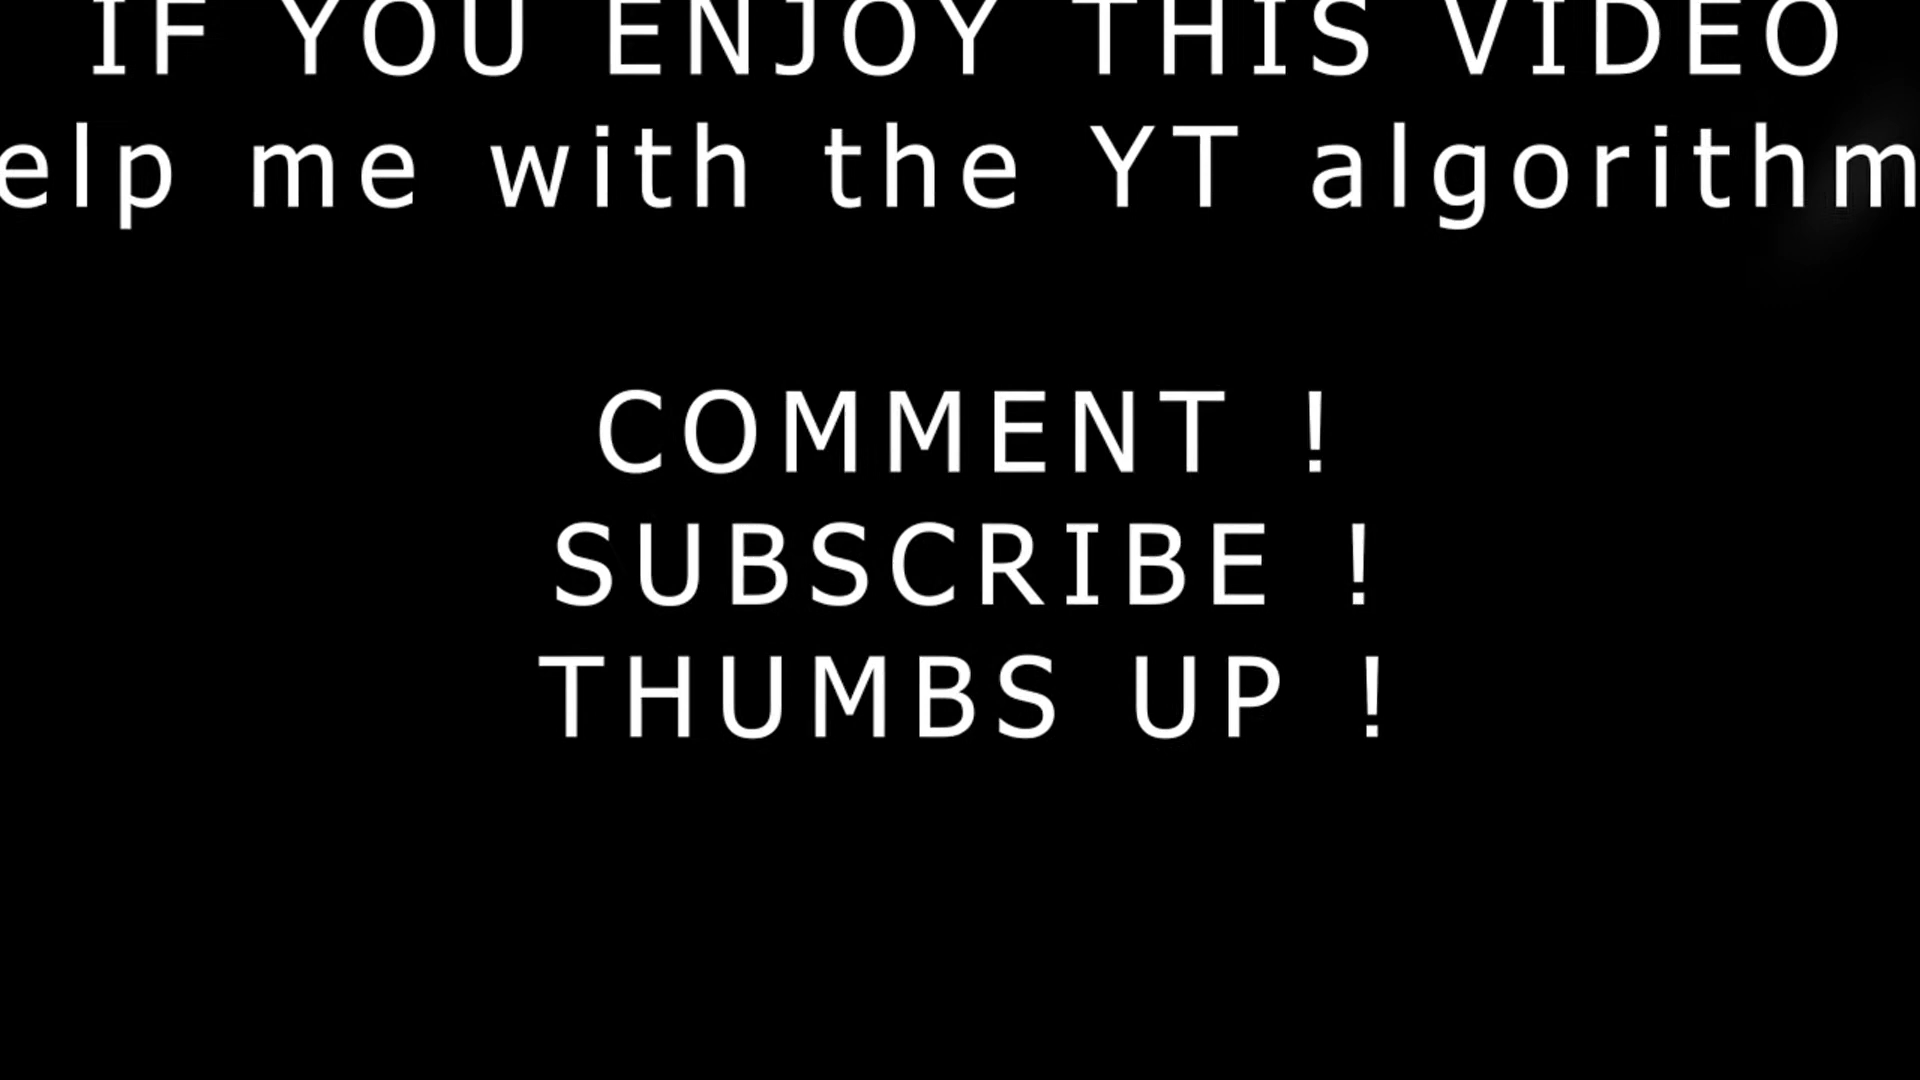 IF YOU ENJOY THIS VIDEO
elp me with the YT algorithm
COMMENT !
SUBSCRIBE !
THUMBS UP !